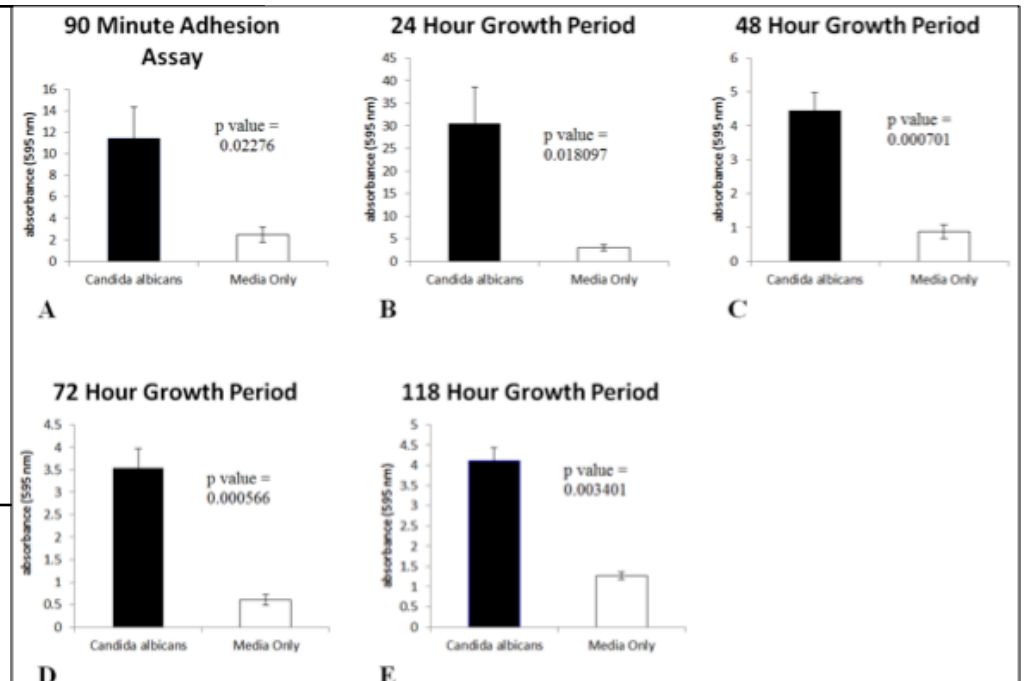 90 Minute Adhesion
Assay
absorbance (595 nm)
16
14
12
10
8
6
4
2
0
p value =
0.02276
Candida albicans
Media Only
A
24 Hour Growth Period
absorbance (595 nm)
45
40
35
30
25
20
15
10
5
0
p value =
0.018097
Candida albicans
Media Only
B
48 Hour Growth Period
absorbance (595 nm)
6
5
4
3
2
1
0
p value =
0.000701
Candida albicans
Media Only
C
72 Hour Growth Period
absorbance (595 nm)
4.5
4
3.5
3
2.5
2
1.5
1
0.5
0
p value =
0.000566
Candida albicans
Media Only
D
118 Hour Growth Period
absorbance (595 nm)
5
4.5
4
3.5
3
2.5
2
1.5
1
0.5
0
p value =
0.003401
Candida albicans
Media Only
E